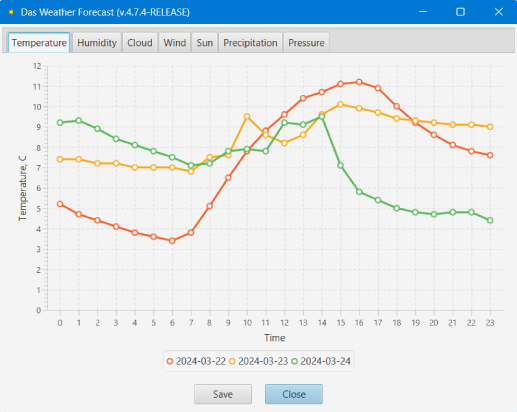 Das Weather Forecast (v.4.7.4-RELEASE)
Temperature Humidity Cloud Wind Sun Precipitation Pressure
12
11
10
9
8
7
6
5
4
3
2
1
0
Temperature, C
0 1 2 3 4 5 6 7 8 9 10 11 12 13 14 15 16 17 18 19 20 21 22 23
Time
2024-03-22 2024-03-23 2024-03-24
Save Close